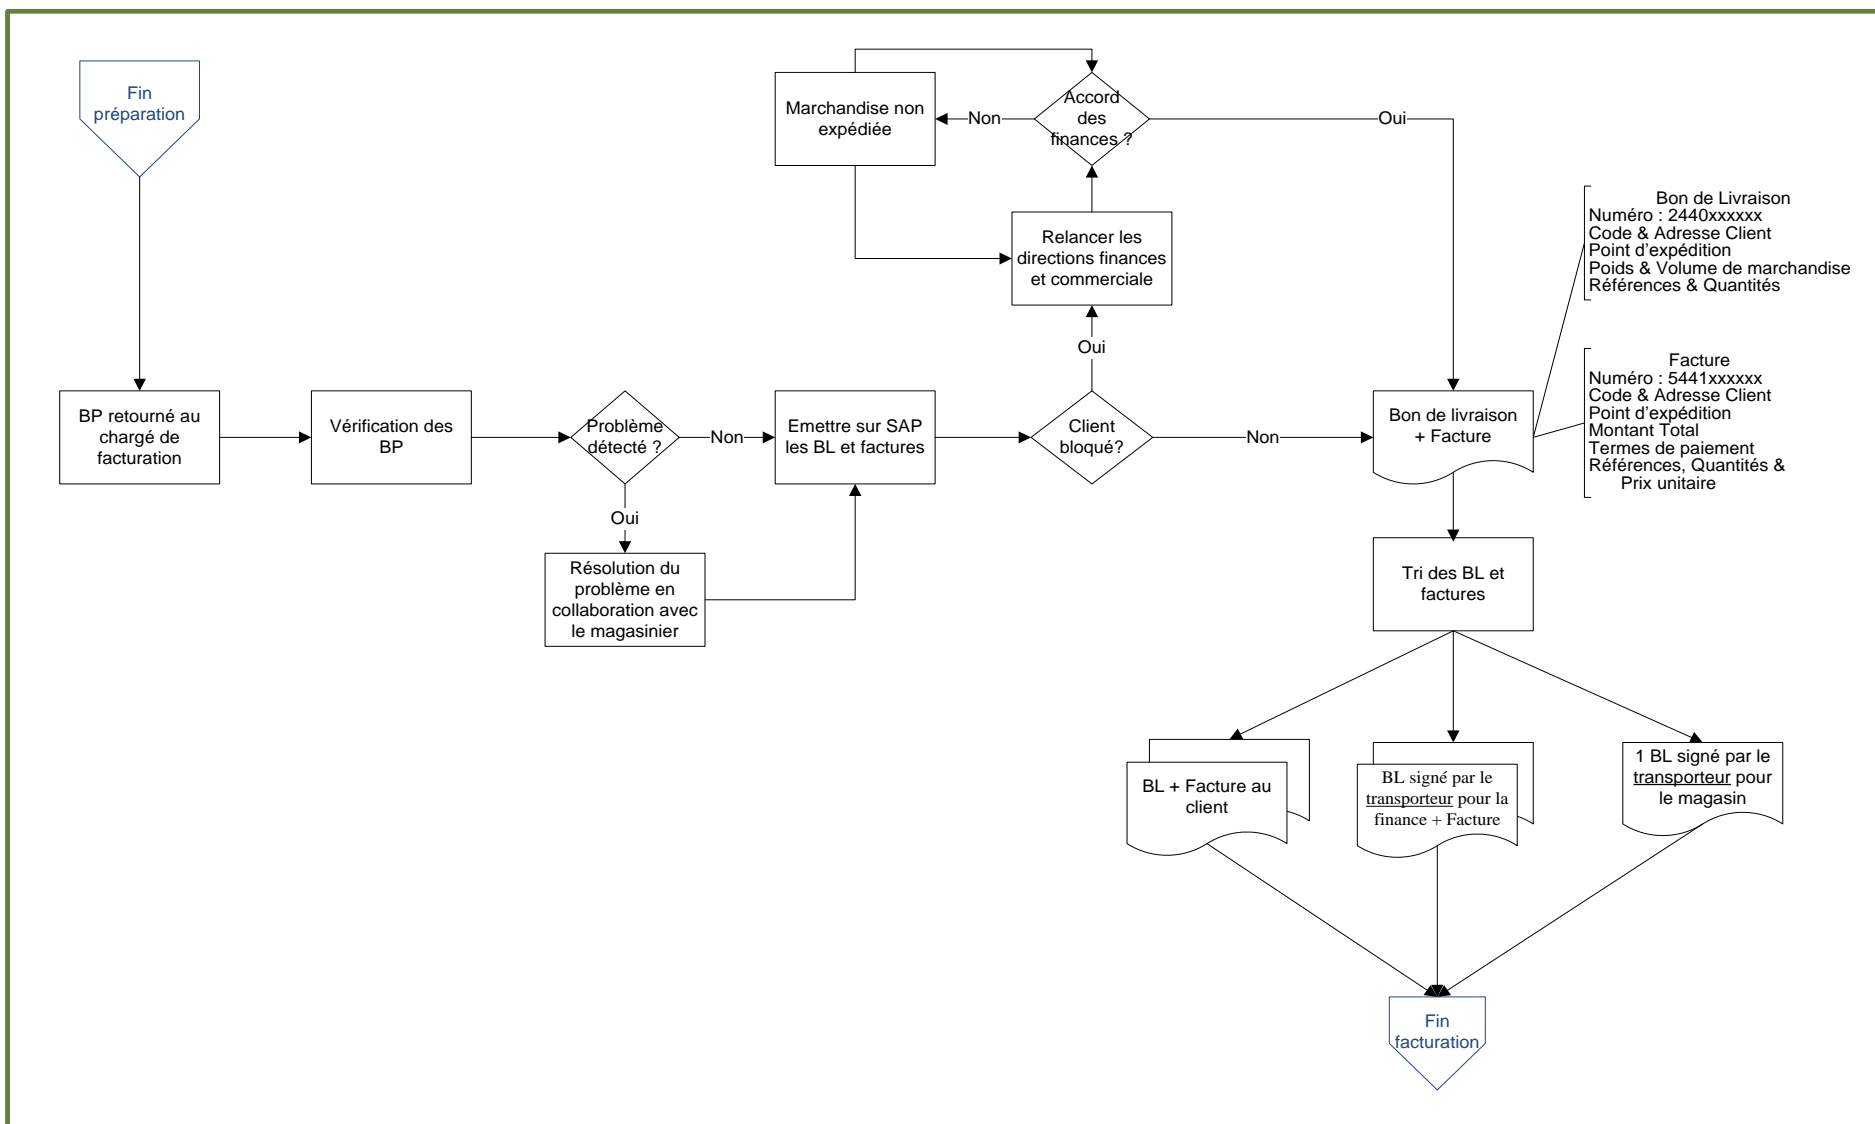 Fin
préparation
Marchandise non
expédiée
Non
Accord
des
finances ?
Oui
Relancer les
directions finances
et commerciale
Oui
Bon de Livraison
Numéro : 2440xxxxxx
Code & Adresse Client
Point d'expédition
Poids & Volume de marchandise
Références & Quantités
Facture
Numéro : 5441xxxxxx
Code & Adresse Client
Point d'expédition
Montant Total
Termes de paiement
Références, Quantités &
Prix unitaire
BP retourné au
chargé de
facturation
Vérification des
BP
Problème
détecté ?
Non
Emettre sur SAP
les BL et factures
Client
bloqué?
Non
Bon de livraison
+ Facture
Oui
Résolution du
problème en
collaboration avec
le magasinier
Tri des BL et
factures
BL + Facture au
client
BL signé par le
transporteur pour la
finance + Facture
1 BL signé par le
transporteur pour
le magasin
Fin
facturation